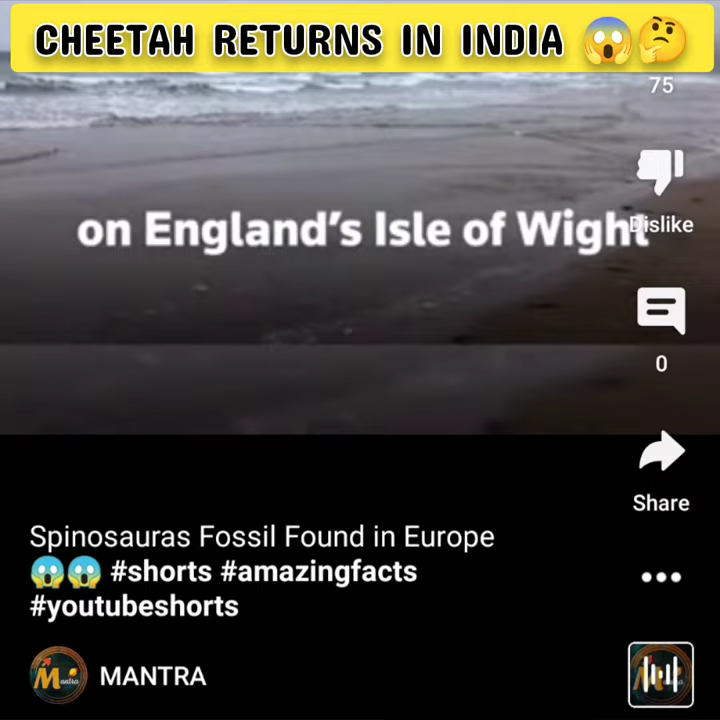 CHEETAH RETURNS IN INDIA 😱🤔
75
on England's Isle of Wight
Dislike
0
Share
Spinosauras Fossil Found in Europe
😱😱 #shorts #amazingfacts
#youtubeshorts
MANTRA